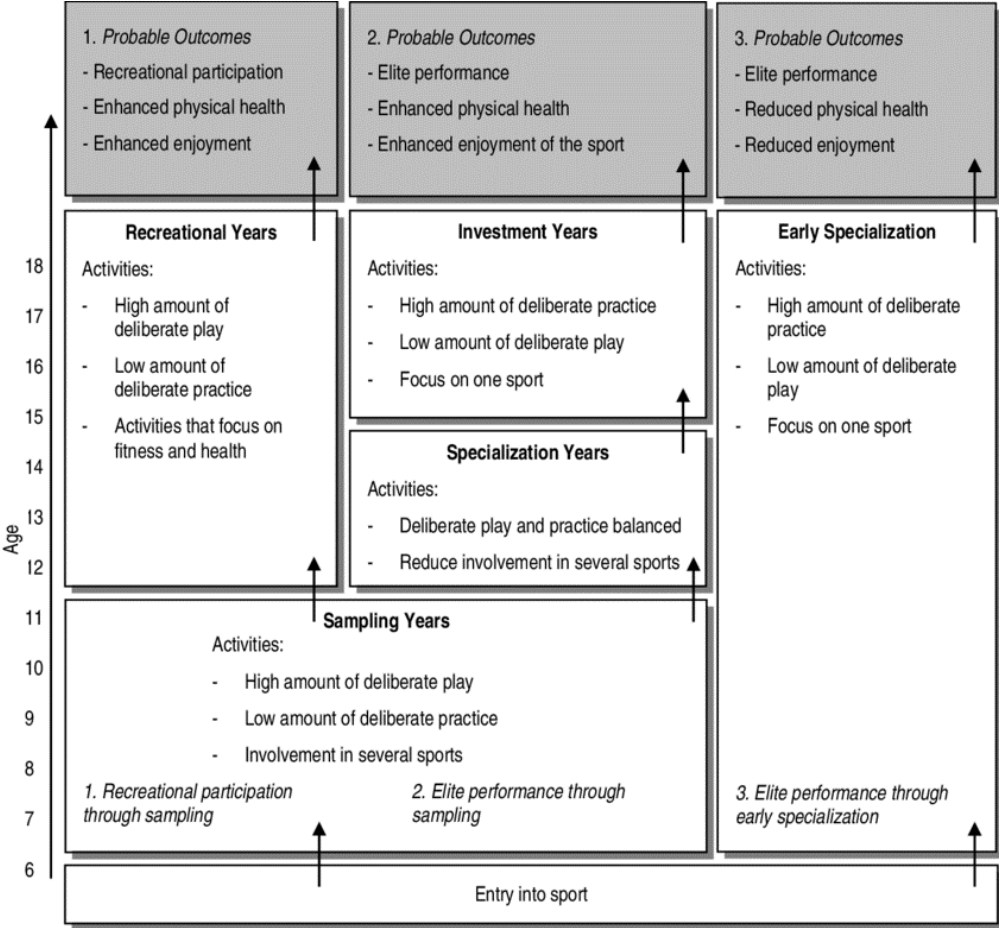 1. Probable Outcomes
- Recreational participation
- Enhanced physical health
- Enhanced enjoyment
2. Probable Outcomes
- Elite performance
- Enhanced physical health
- Enhanced enjoyment of the sport
3. Probable Outcomes
- Elite performance
- Reduced physical health
- Reduced enjoyment
Recreational Years
Activities:
- High amount of
deliberate play
- Low amount of
deliberate practice
- Activities that focus on
fitness and health
Investment Years
Activities:
- High amount of deliberate practice
- Low amount of deliberate play
- Focus on one sport
Specialization Years
Activities:
- Deliberate play and practice balanced
- Reduce involvement in several sports
Early Specialization
Activities:
- High amount of deliberate
practice
- Low amount of deliberate
play
- Focus on one sport
3. Elite performance through
early specialization
Sampling Years
Activities:
- High amount of deliberate play
- Low amount of deliberate practice
- Involvement in several sports
1. Recreational participation
through sampling
2. Elite performance through
sampling
Entry into sport
Age
18
17
16
15
14
13
12
11
10
9
8
7
6